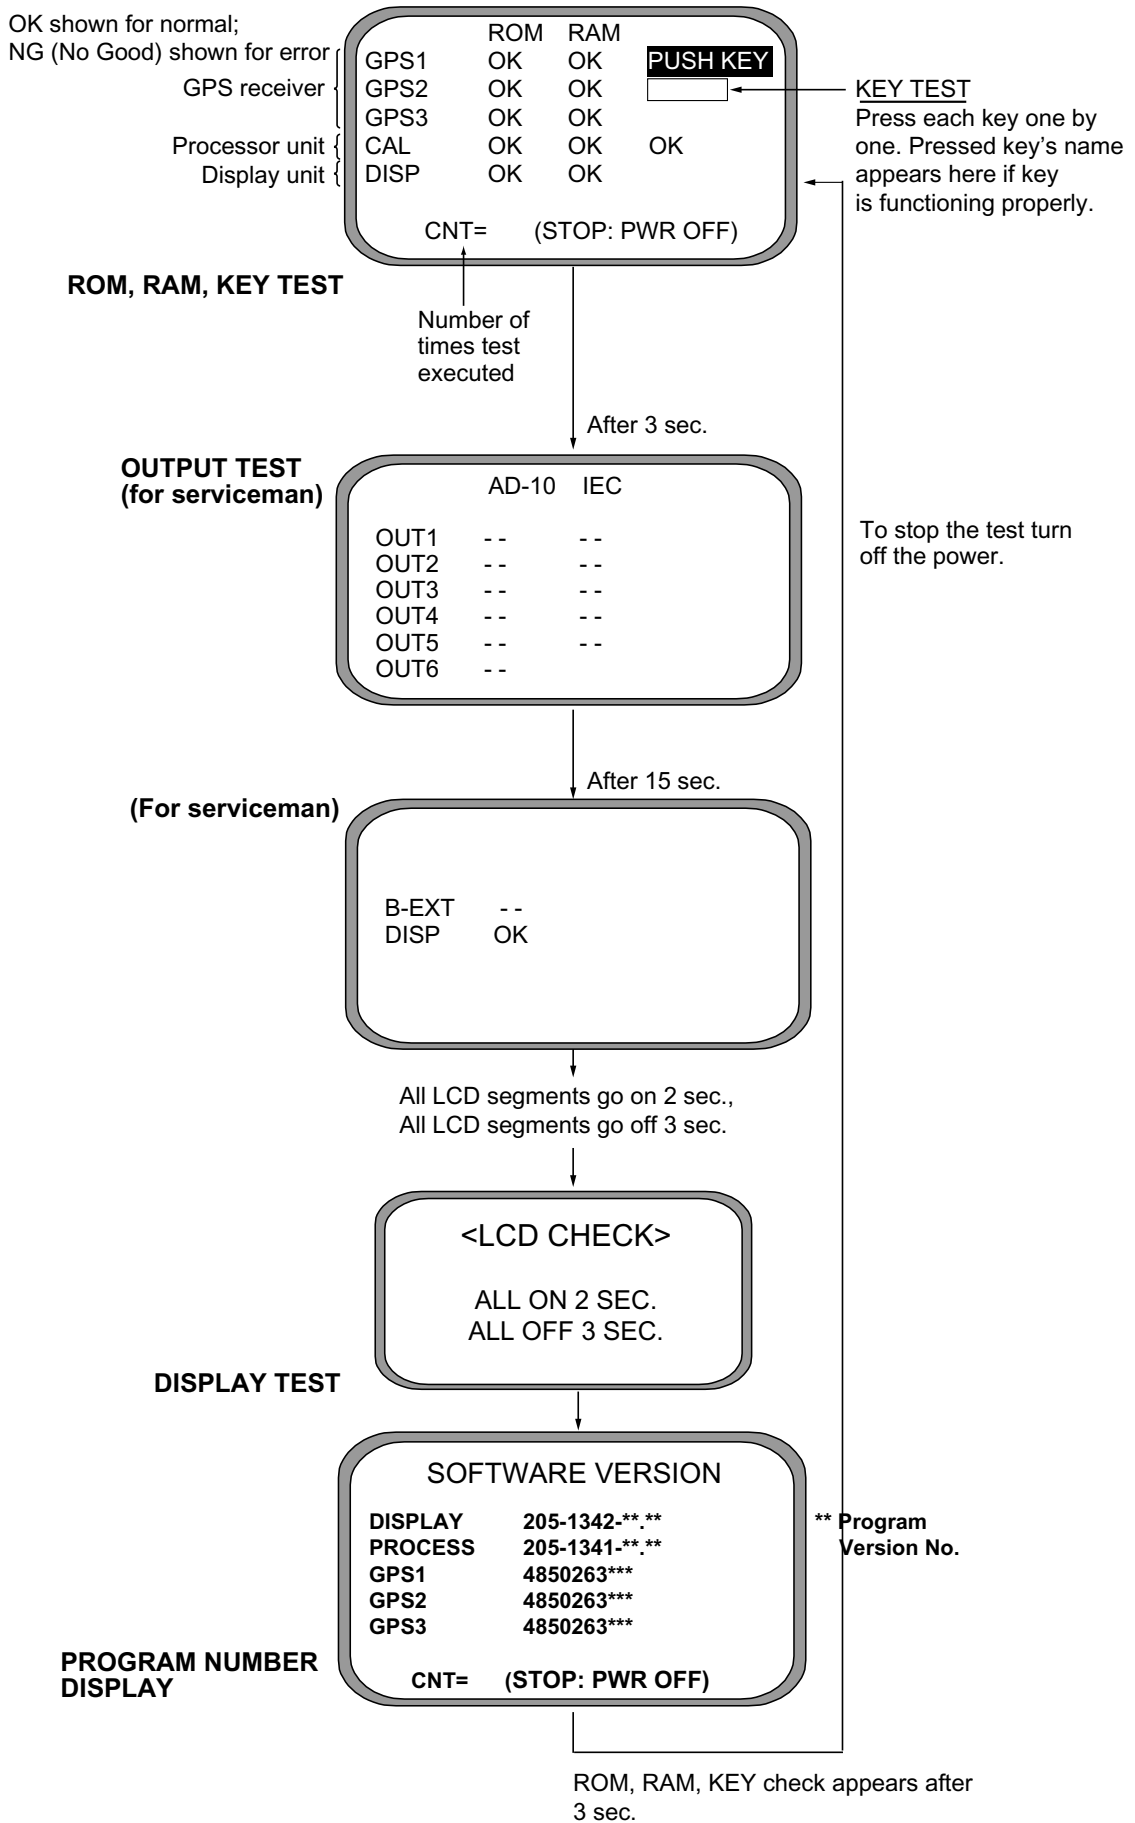 OK shown for normal;
NG (No Good) shown for error
GPS receiver
Processor unit
Display unit
ROM RAM
GPS1 OK OK PUSH KEY
GPS2 OK OK
GPS3 OK OK
CAL OK OK OK
DISP OK OK
CNT= (STOP: PWR OFF)
KEY TEST
Press each key one by
one. Pressed key's name
appears here if key
is functioning properly.
ROM, RAM, KEY TEST
Number of
times test
executed
After 3 sec.
OUTPUT TEST
(for serviceman)
AD-10 IEC
OUT1 - - - -
OUT2 - - - -
OUT3 - - - -
OUT4 - - - -
OUT5 - - - -
OUT6 - -
To stop the test turn
off the power.
After 15 sec.
(For serviceman)
B-EXT - -
DISP OK
All LCD segments go on 2 sec.,
All LCD segments go off 3 sec.
<LCD CHECK>
ALL ON 2 SEC.
ALL OFF 3 SEC.
DISPLAY TEST
SOFTWARE VERSION
DISPLAY 205-1342-**.**
PROCESS 205-1341-**.**
GPS1 4850263***
GPS2 4850263***
GPS3 4850263***
CNT= (STOP: PWR OFF)
** Program
Version No.
PROGRAM NUMBER
DISPLAY
ROM, RAM, KEY check appears after
3 sec.